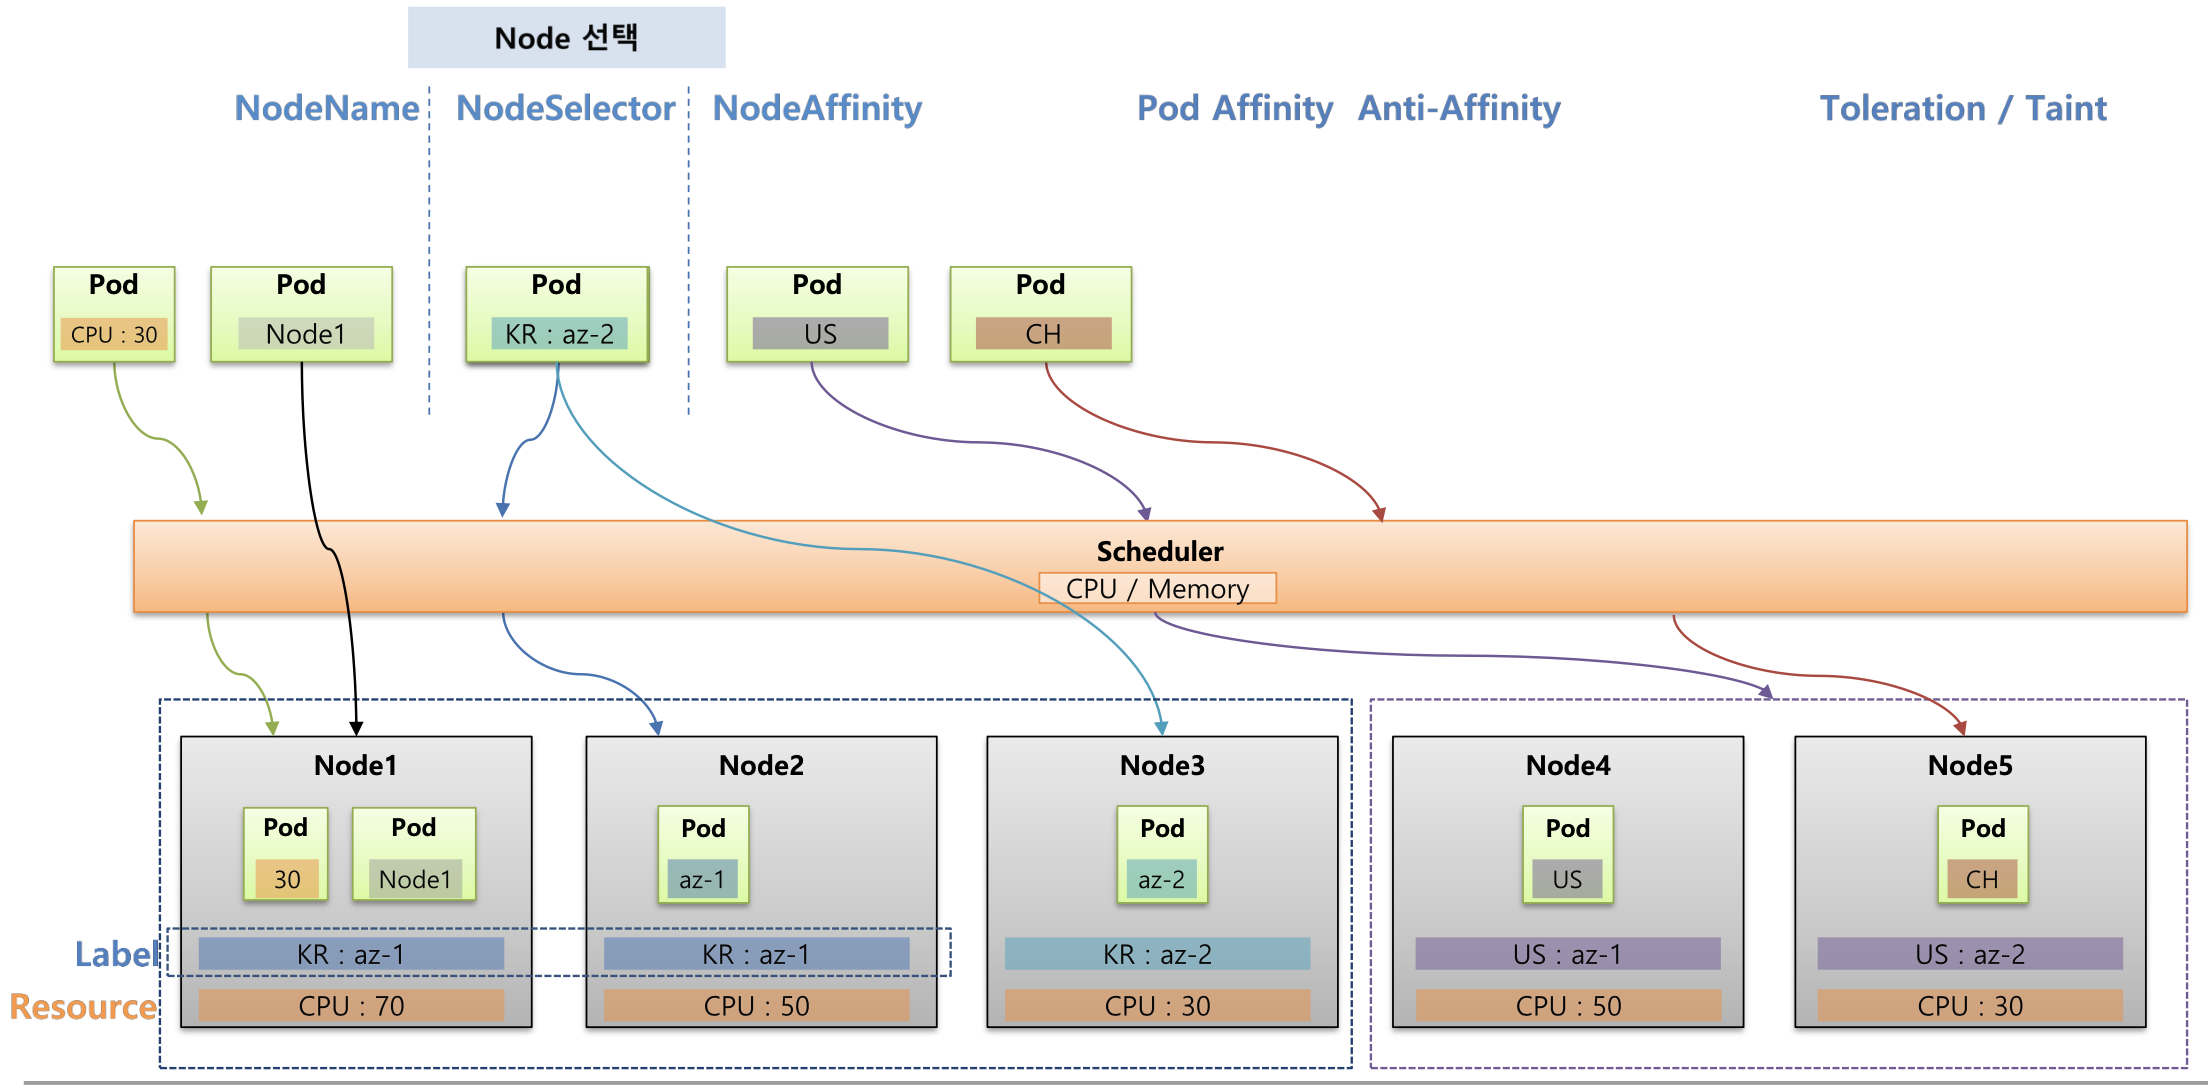 Node 선택
NodeName
NodeSelector
NodeAffinity
Pod Affinity
Anti-Affinity
Toleration / Taint
Pod
CPU : 30
Pod
Node1
Pod
KR : az-2
Pod
US
Pod
CH
Scheduler
CPU / Memory
Node1
Pod
30
Pod
Node1
Node2
Pod
az-1
Node3
Pod
az-2
Node4
Pod
US
Node5
Pod
CH
Label
KR : az-1
KR : az-1
KR : az-2
US : az-1
US : az-2
Resource
CPU : 70
CPU : 50
CPU : 30
CPU : 50
CPU : 30